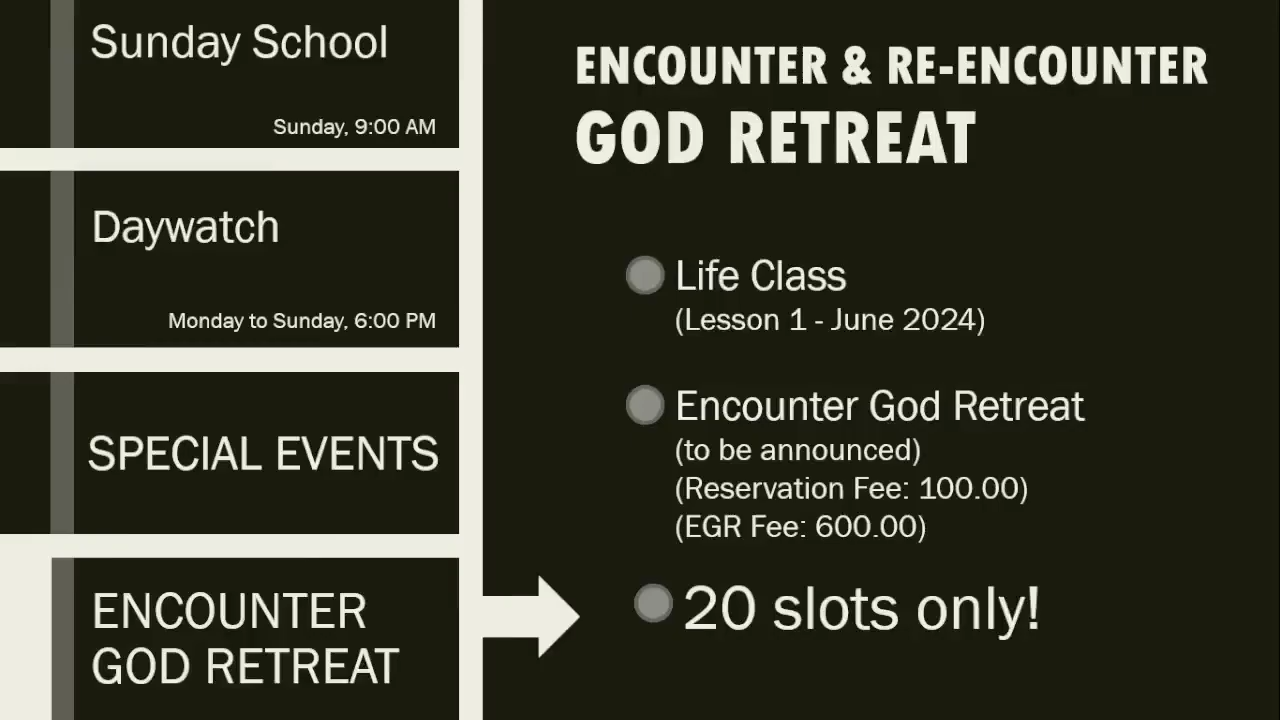 Sunday School
Sunday, 9:00 AM
Daywatch
Monday to Sunday, 6:00 PM
SPECIAL EVENTS
ENCOUNTER
GOD RETREAT
ENCOUNTER & RE-ENCOUNTER
GOD RETREAT
Life Class
(Lesson 1 - June 2024)
Encounter God Retreat
(to be announced)
(Reservation Fee: 100.00)
(EGR Fee: 600.00)
20 slots only!